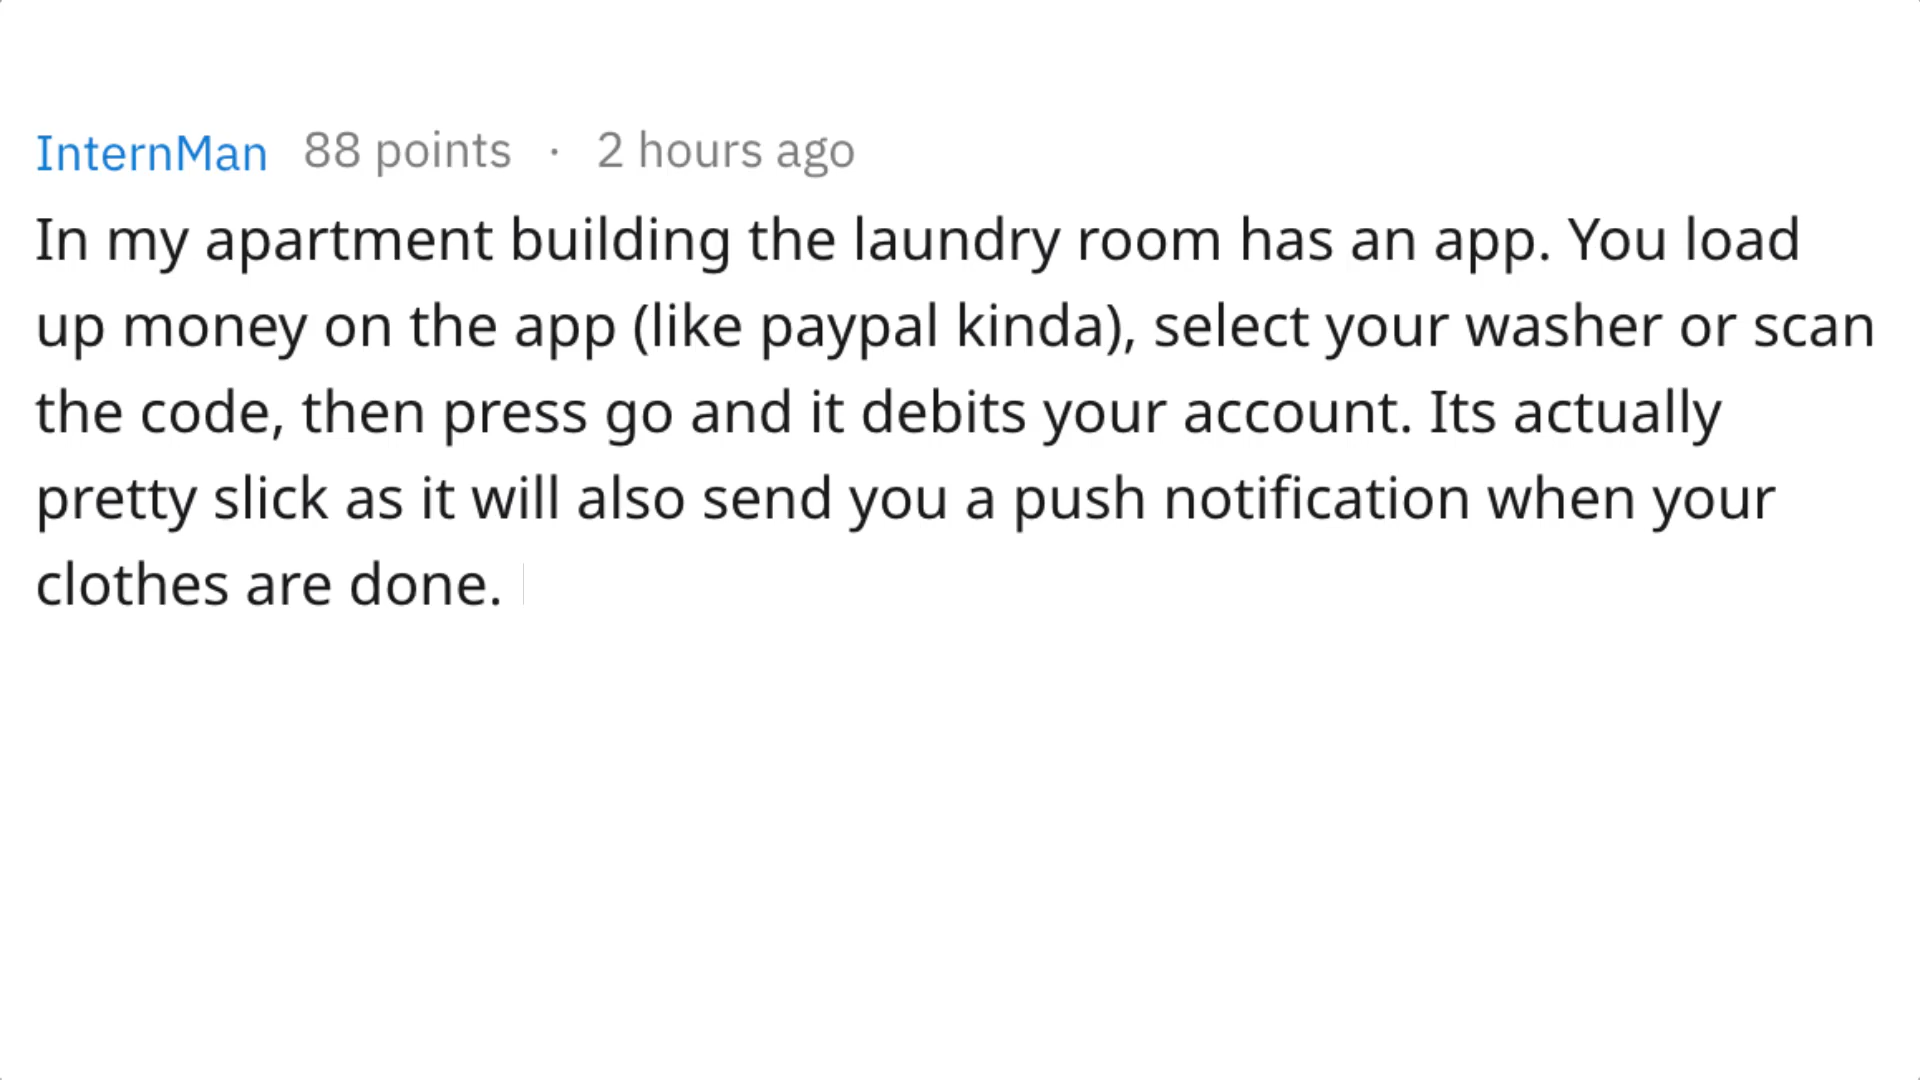 InternMan 88 points · 2 hours ago
In my apartment building the laundry room has an app. You load
up money on the app (like paypal kinda), select your washer or scan
the code, then press go and it debits your account. Its actually
pretty slick as it will also send you a push notification when your
clothes are done.